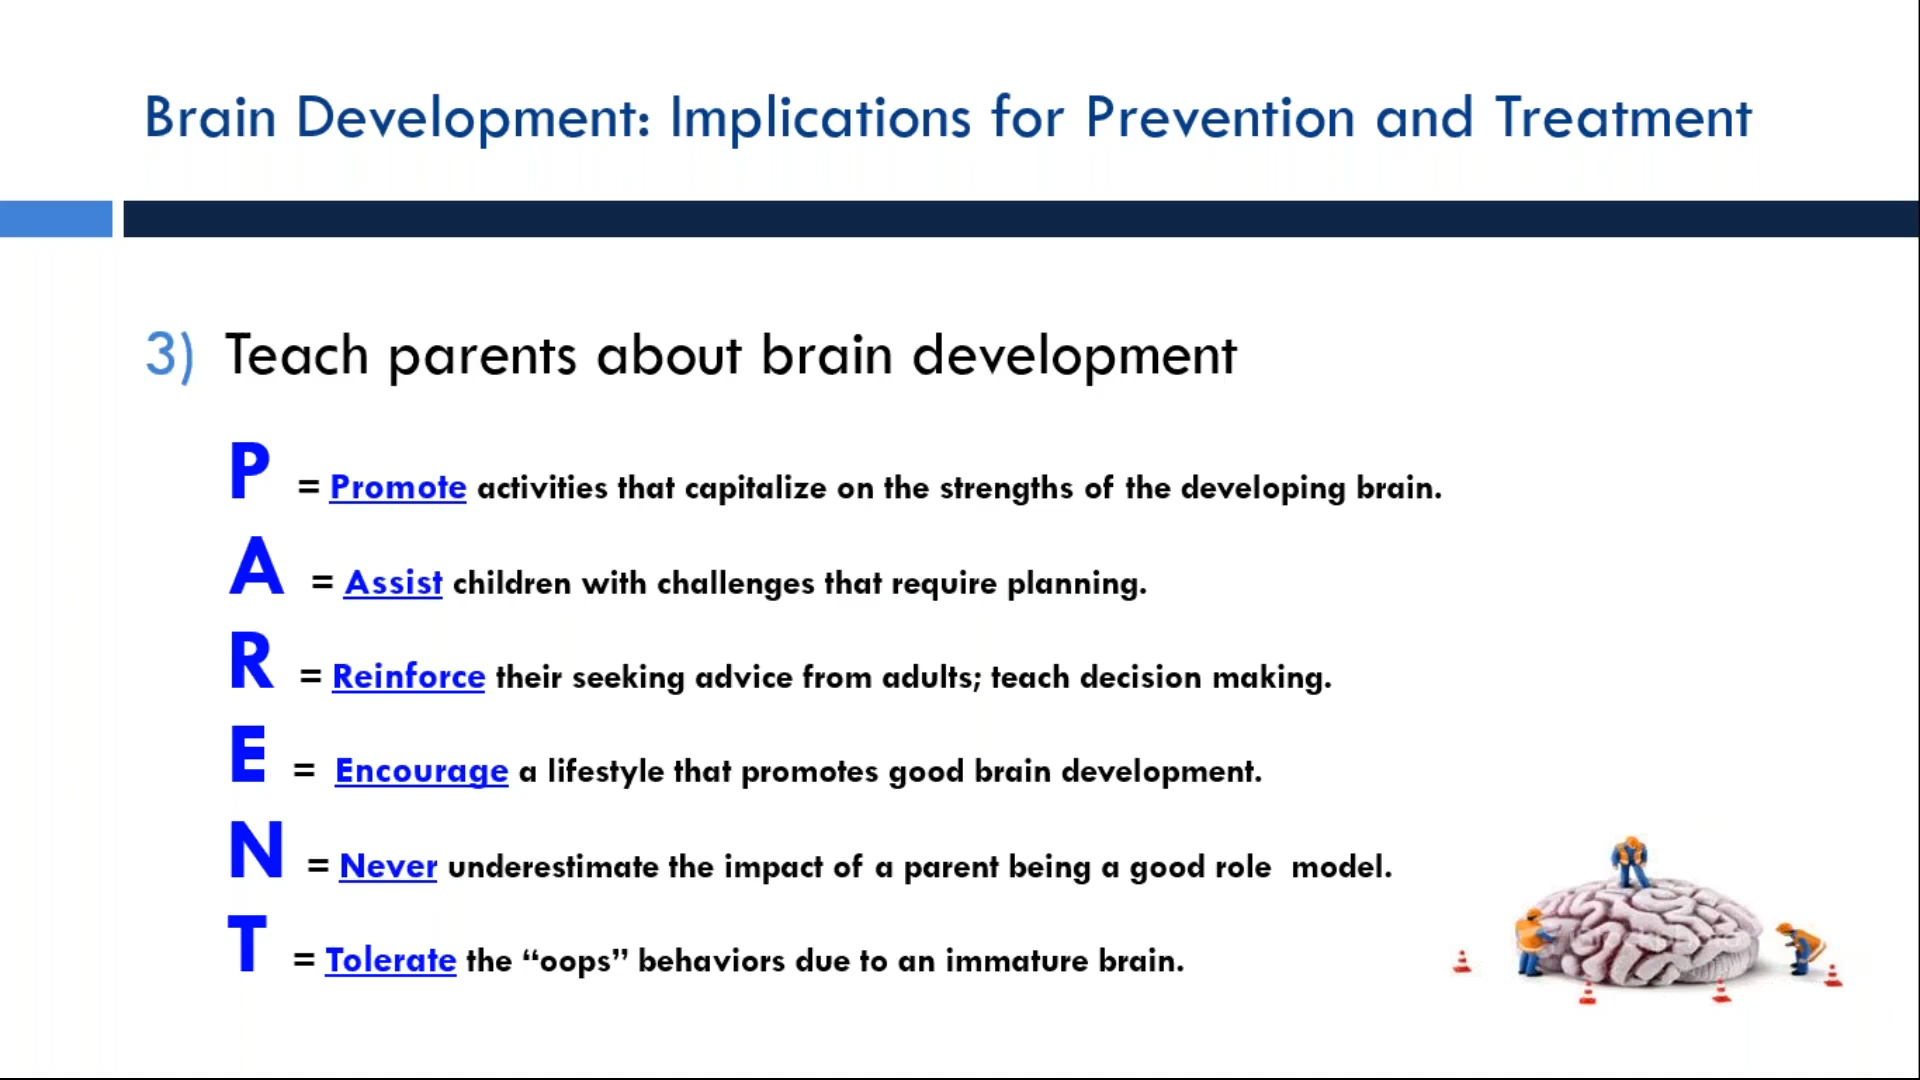 Brain Development: Implications for Prevention and Treatment
3) Teach parents about brain development
P = Promote activities that capitalize on the strengths of the developing brain.
A = Assist children with challenges that require planning.
R = Reinforce their seeking advice from adults; teach decision making.
E = Encourage a lifestyle that promotes good brain development.
N = Never underestimate the impact of a parent being a good role  model.
T = Tolerate the “oops” behaviors due to an immature brain.